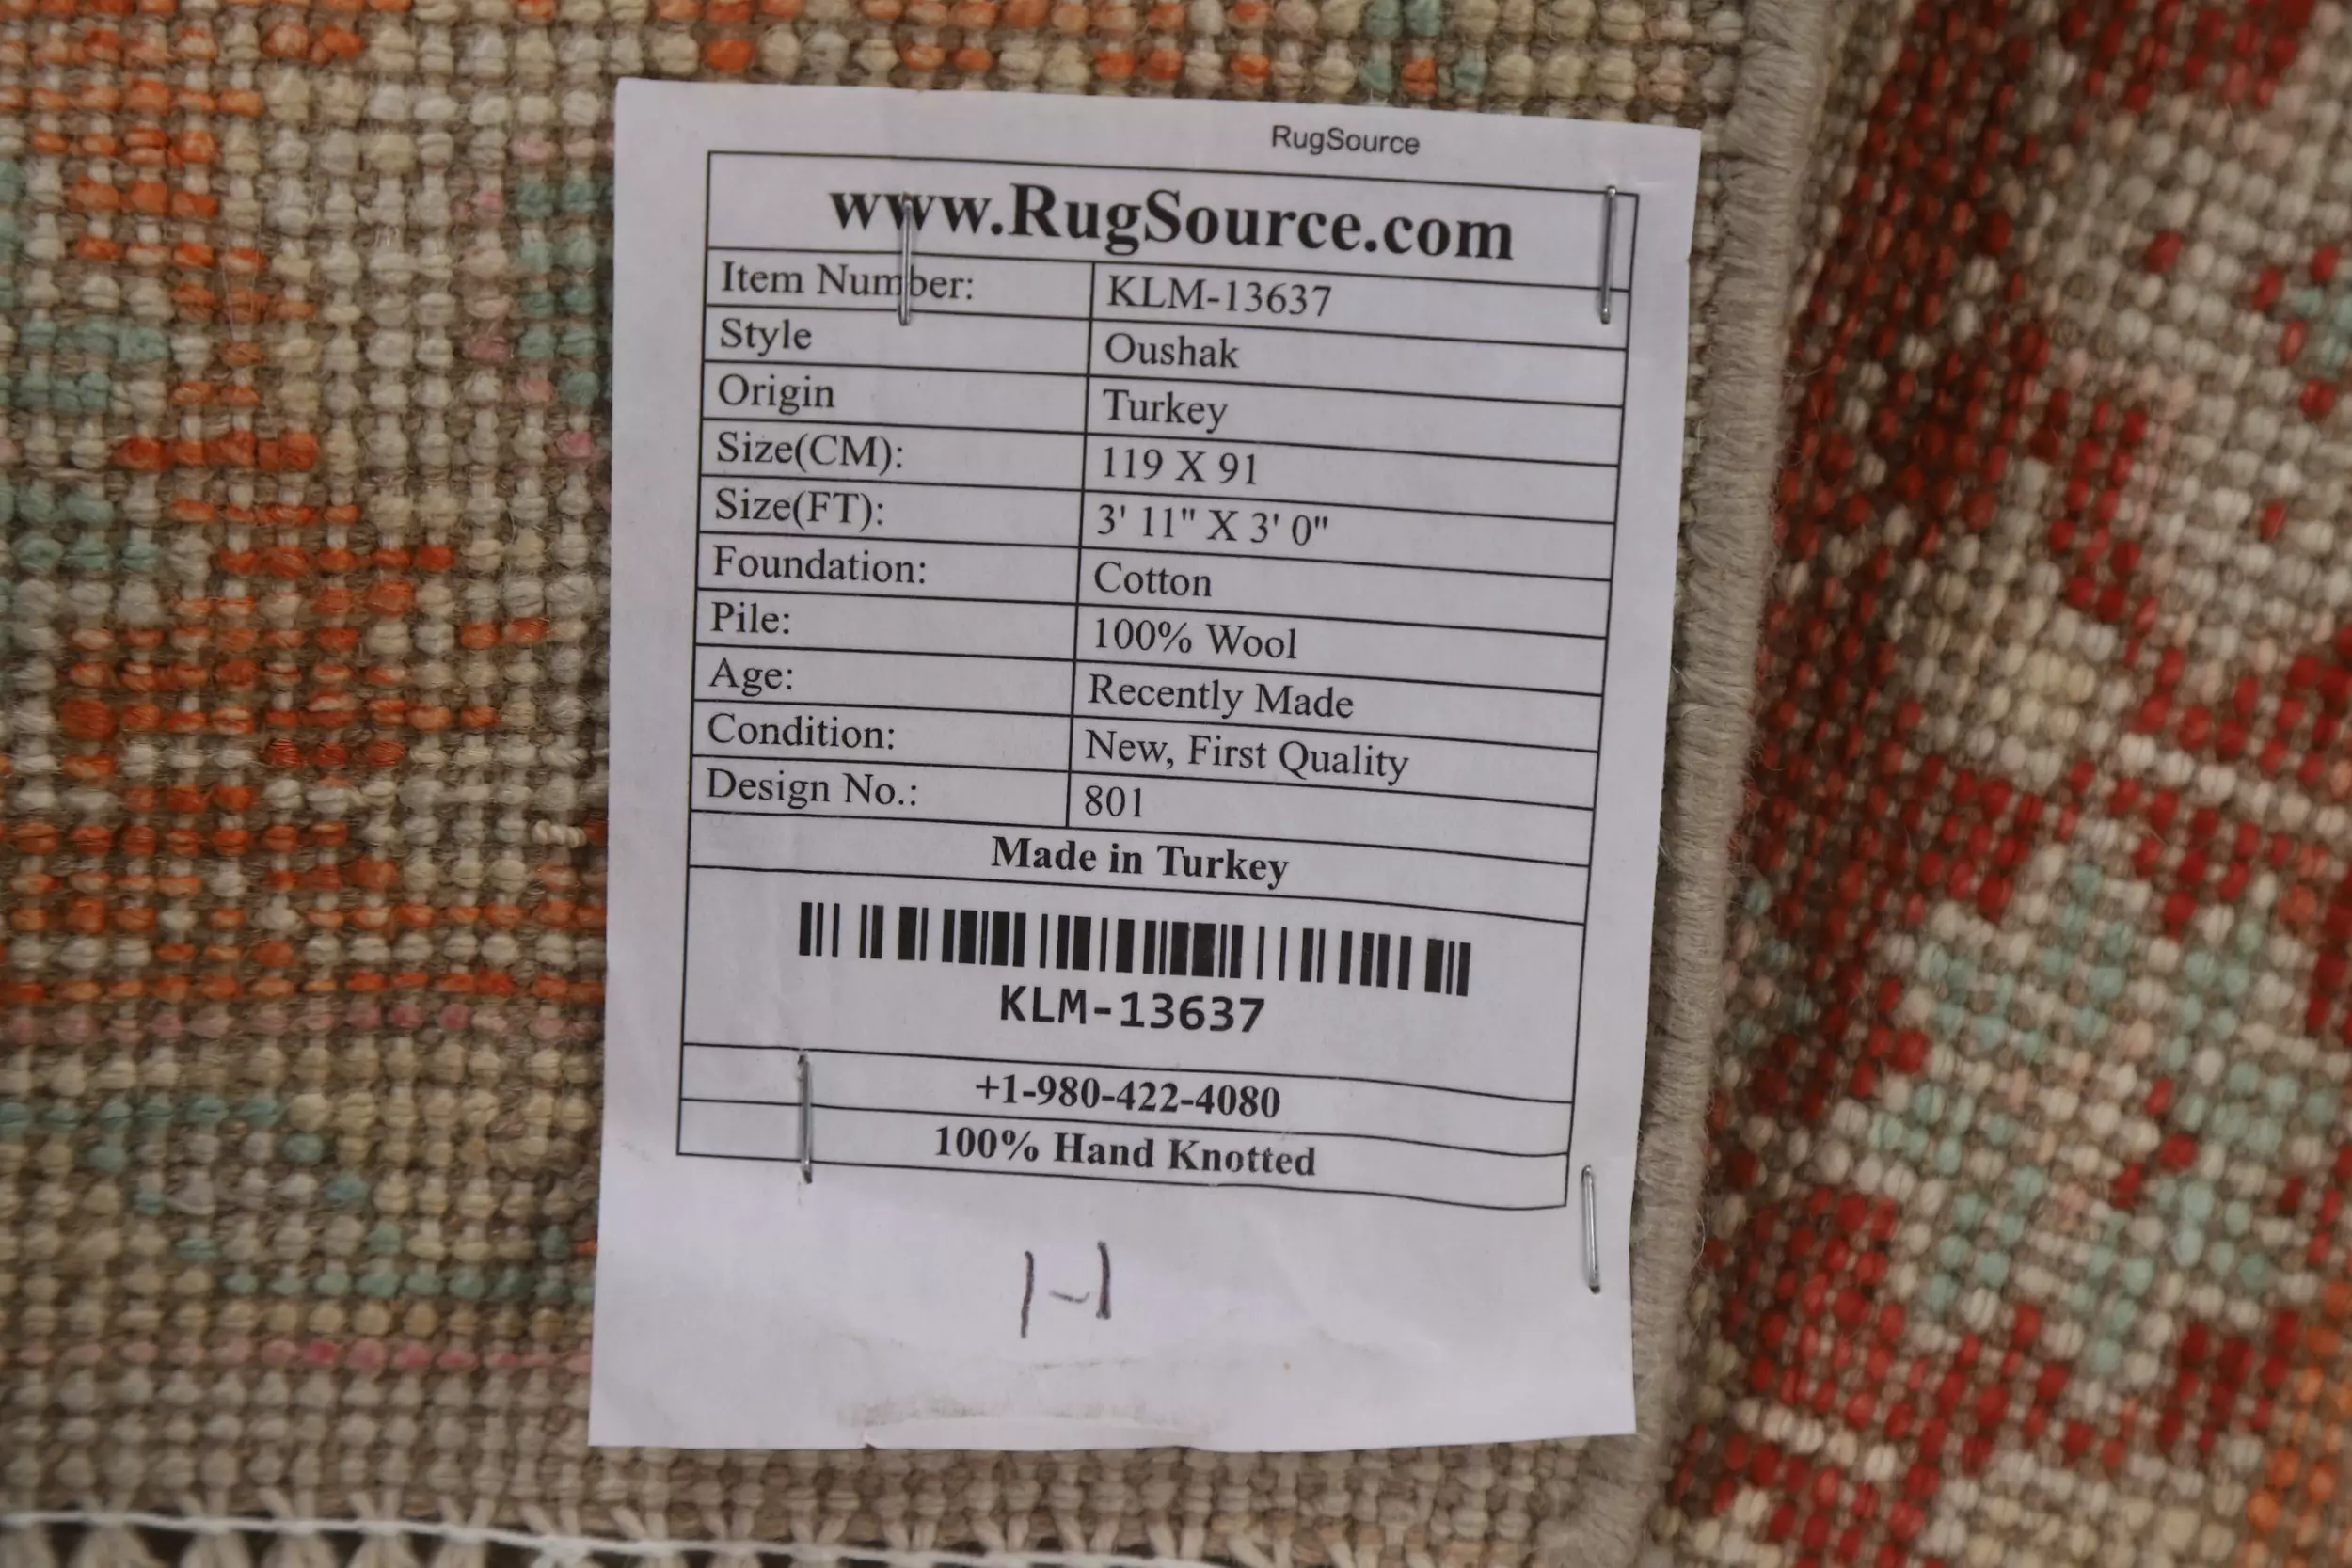 RugSource
www.RugSource.com
Item Number: KLM-13637
Style Oushak
Origin Turkey
Size(CM): 119 X 91
Size(FT): 3' 11" X 3' 0"
Foundation: Cotton
Pile: 100% Wool
Age: Recently Made
Condition: New, First Quality
Design No.: 801
Made in Turkey
KLM-13637
+1-980-422-4080
100% Hand Knotted
1-1